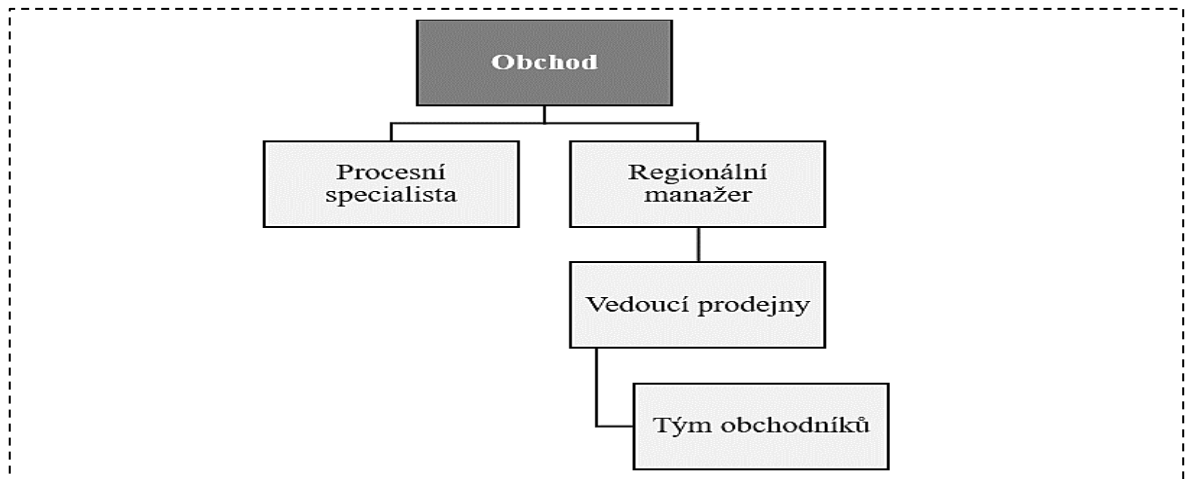 Obchod
Procesní
specialista
Regionální
manažer
Vedoucí prodejny
Tým obchodníků